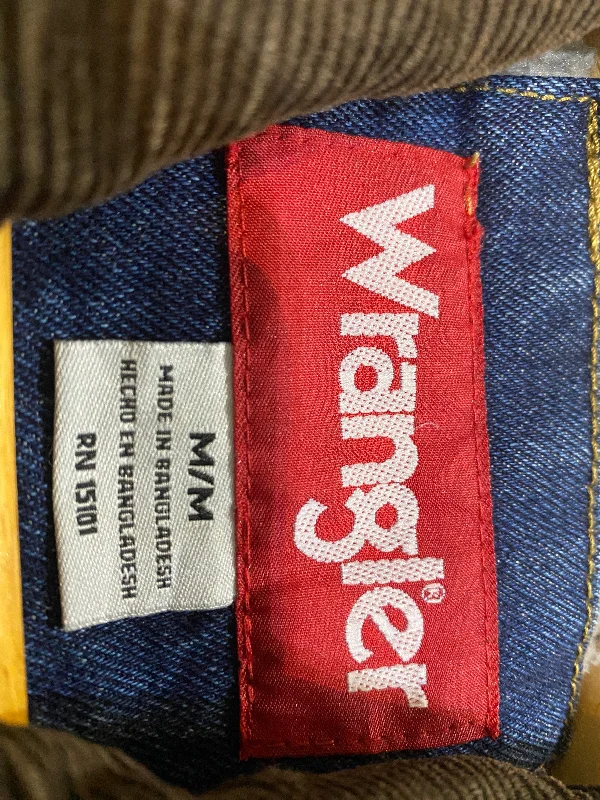 Wrangler®
M/M
MADE IN BANGLADESH
HECHO EN BANGLADESH
RN 15101